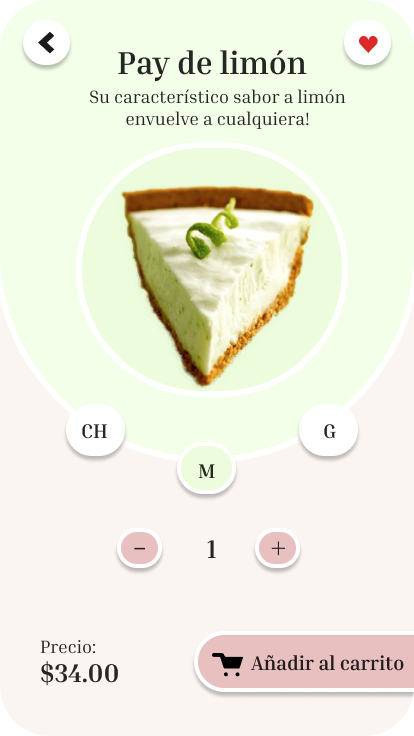 Pay de limón
Su característico sabor a limón
envuelve a cualquiera!
CH
G
M
- 1 +
Precio:
$34.00
Añadir al carrito